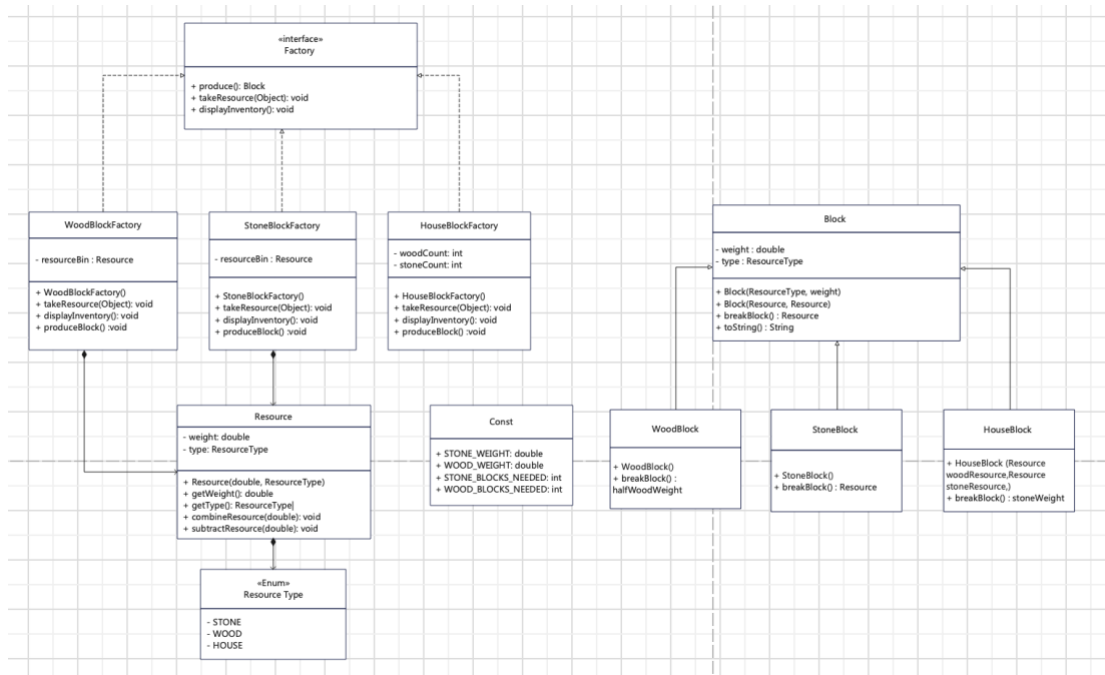 «interface»
Factory
+ produce(): Block
+ takeResource(Object): void
+ displayInventory(): void
WoodBlockFactory
- resourceBin : Resource
+ WoodBlockFactory()
+ takeResource(Object): void
+ displayInventory(): void
+ produceBlock() :void
StoneBlockFactory
- resourceBin : Resource
+ StoneBlockFactory()
+ takeResource(Object): void
+ displayInventory(): void
+ produceBlock() :void
HouseBlockFactory
- woodCount: int
- stoneCount: int
+ HouseBlockFactory()
+ takeResource(Object): void
+ displayInventory(): void
+ produceBlock() :void
Block
- weight : double
- type : ResourceType
+ Block(ResourceType, weight)
+ Block(Resource, Resource)
+ breakBlock() : Resource
+ toString() : String
Resource
- weight: double
- type: ResourceType
+ Resource(double, ResourceType)
+ getWeight(): double
+ getType(): ResourceType|
+ combineResource(double): void
+ subtractResource(double): void
Const
+ STONE_WEIGHT: double
+ WOOD_WEIGHT: double
+ STONE_BLOCKS_NEEDED: int
+ WOOD_BLOCKS_NEEDED: int
WoodBlock
+ WoodBlock()
+ breakBlock() :
halfWoodWeight
StoneBlock
+ StoneBlock()
+ breakBlock() : Resource
HouseBlock
+ HouseBlock (Resource
woodResource,Resource
stoneResource,)
+ breakBlock() : stoneWeight
«Enum»
Resource Type
- STONE
- WOOD
- HOUSE